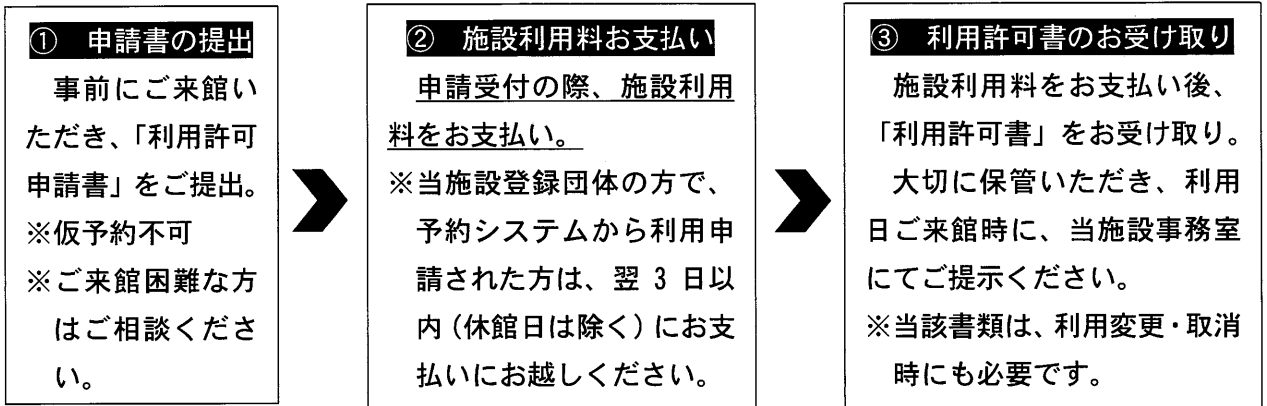 ① 申請書の提出
事前にご来館い
ただき、「利用許可
申請書」をご提出。
※仮予約不可
※ご来館困難な方
はご相談くださ
い。
② 施設利用料お支払い
申請受付の際、施設利用
料をお支払い。
※当施設登録団体の方で、
予約システムから利用申
請された方は、翌 3 日以
内（休館日は除く）にお支
払いにお越しください。
③ 利用許可書のお受け取り
施設利用料をお支払い後、
「利用許可書」をお受け取り。
大切に保管いただき、利用
日ご来館時に、当施設事務室
にてご提示ください。
※当該書類は、利用変更・取消
時にも必要です。